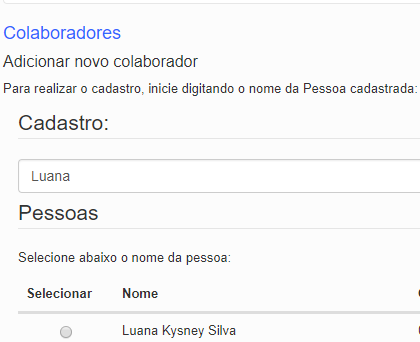 Colaboradores
Adicionar novo colaborador
Para realizar o cadastro, inicie digitando o nome da Pessoa cadastrada:
Cadastro:
Luana
Pessoas
Selecione abaixo o nome da pessoa:
Selecionar Nome
Luana Kysney Silva